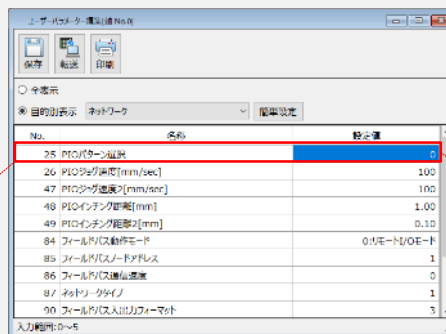 ユーザーパラメーター編集[軸 No.0]
保存 転送 印刷
全表示
目的別表示 ネットワーク 簡単設定
No. 名称 設定値
25 PIOパターン選択 0
26 PIOジョグ速度[mm/sec] 100
47 PIOジョグ速度2[mm/sec] 100
48 PIOインチング距離[mm] 1.00
49 PIOインチング距離2[mm] 0.10
84 フィールドバス動作モード 0:リモートI/Oモード
85 フィールドバスノードアドレス 1
86 フィールドバス通信速度 0
87 ネットワークタイプ 1
90 フィールドバス入出力フォーマット 3
入力範囲:0~5